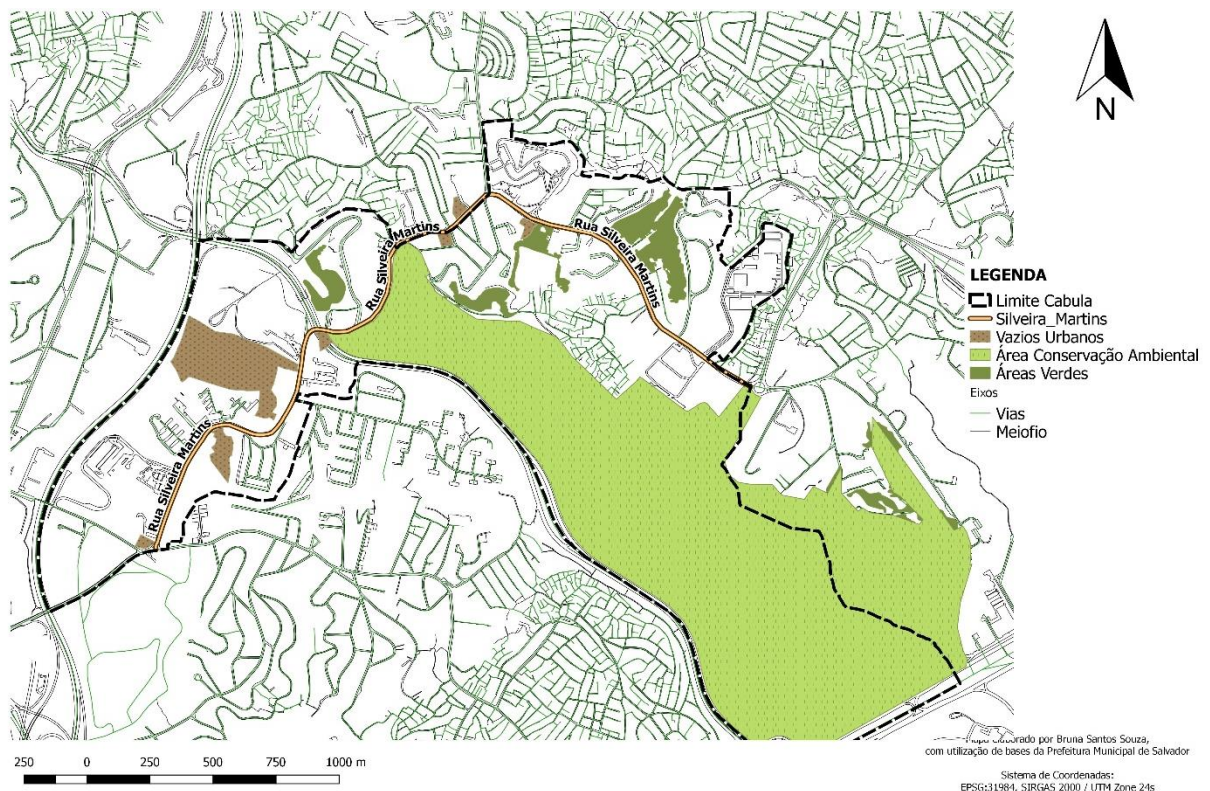 N
Rua Silveira Martins
Rua Silveira Martins
Rua Silveira Martins
Rua Silveira Martins
LEGENDA
Limite Cabula
Silveira_Martins
Vazios Urbanos
Área Conservação Ambiental
Áreas Verdes
Eixos
Vias
Meiofio
Mapa elaborado por Bruna Santos Souza,
com utilização de bases da Prefeitura Municipal de Salvador
Sistema de Coordenadas:
EPSG:31984, SIRGAS 2000 / UTM Zone 24s
250 0 250 500 750 1000 m